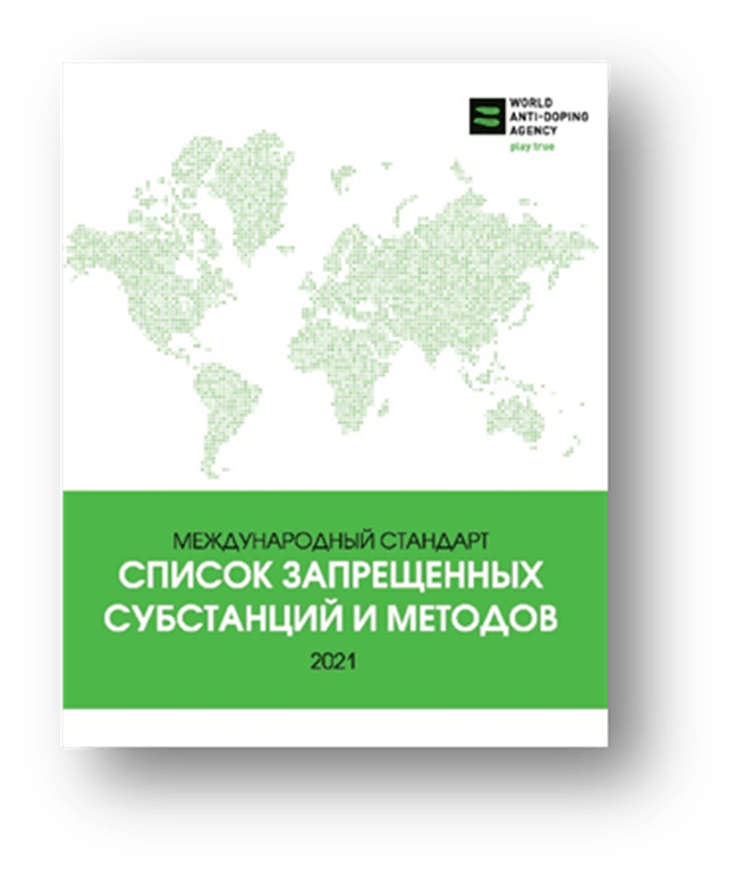 WORLD
ANTI-DOPING
AGENCY
play true
МЕЖДУНАРОДНЫЙ СТАНДАРТ
СПИСОК ЗАПРЕЩЕННЫХ
СУБСТАНЦИЙ И МЕТОДОВ
2021